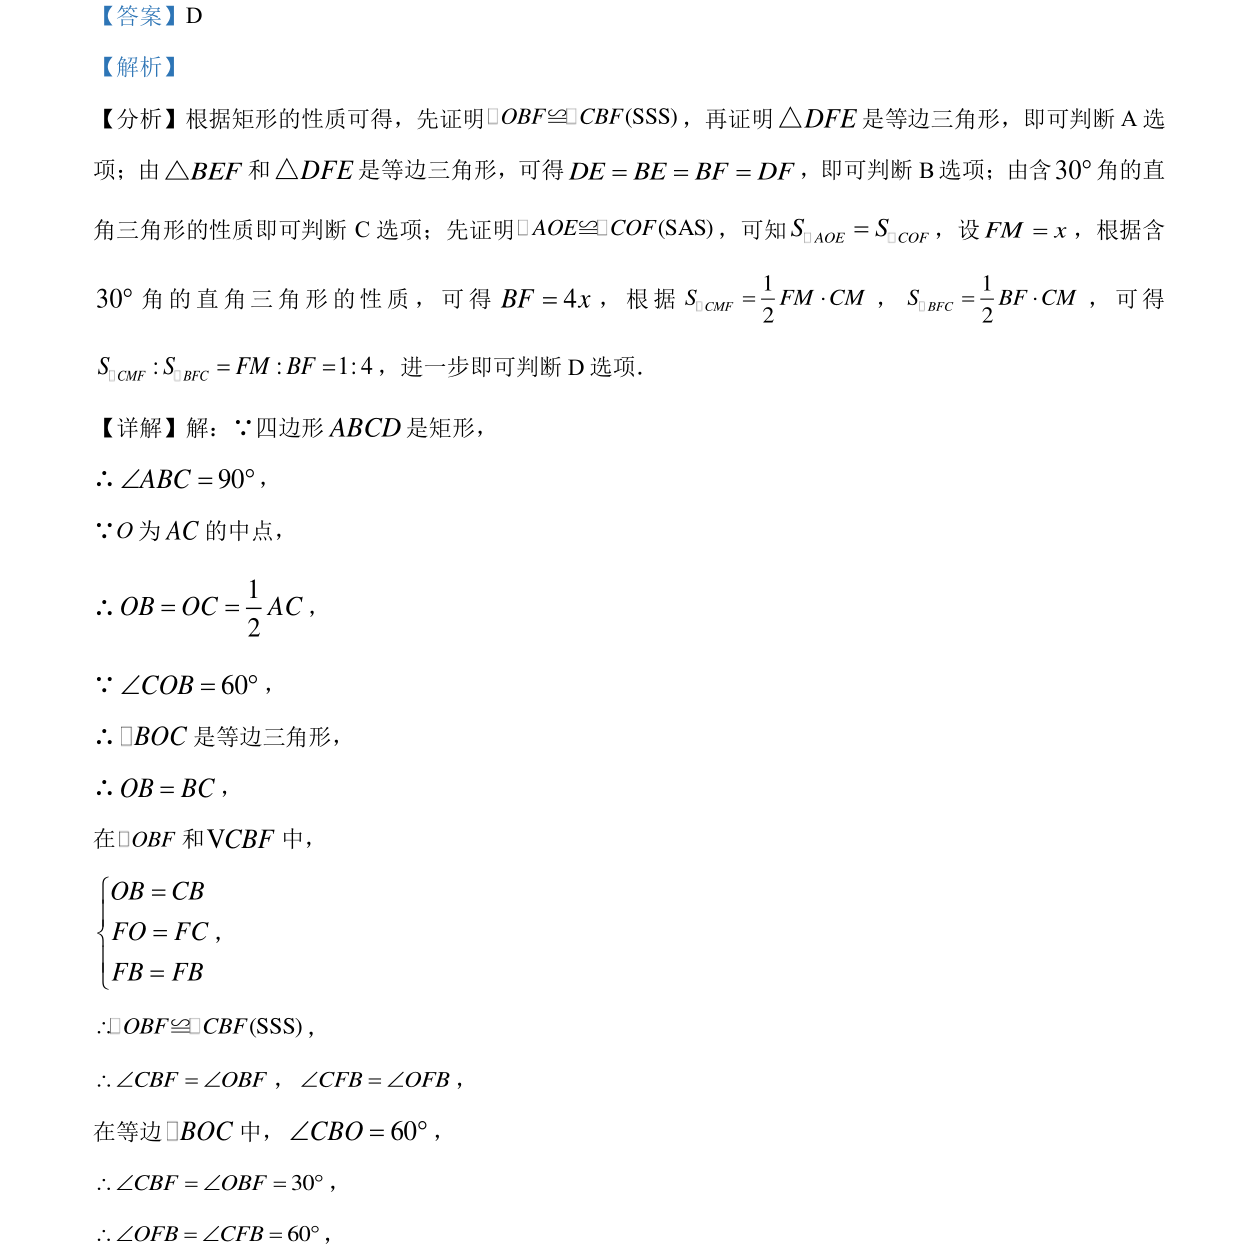 【答案】D
【解析】
【分析】根据矩形的性质可得，先证明□OBF≌□CBF(SSS)，再证明△DFE是等边三角形，即可判断A选
项；由△BEF和△DFE是等边三角形，可得DE=BE=BF=DF，即可判断B选项；由含30°角的直
角三角形的性质即可判断C选项；先证明□AOE≌□COF(SAS)，可知S□AOE=S□COF，设FM=x，根据含
30°角的直角三角形的性质，可得BF=4x，根据S□CMF=1/2FM·CM，S□BFC=1/2BF·CM，可得
S□CMF:S□BFC=FM:BF=1:4，进一步即可判断D选项.
【详解】解：∵四边形ABCD是矩形，
∴∠ABC=90°，
∵O为AC的中点，
∴OB=OC=1/2AC，
∵∠COB=60°，
∴□BOC是等边三角形，
∴OB=BC，
在□OBF和VCBF中，
{OB=CB
FO=FC，
FB=FB
∴□OBF≌□CBF(SSS)，
∴∠CBF=∠OBF，∠CFB=∠OFB，
在等边□BOC中，∠CBO=60°，
∴∠CBF=∠OBF=30°，
∴∠OFB=∠CFB=60°，